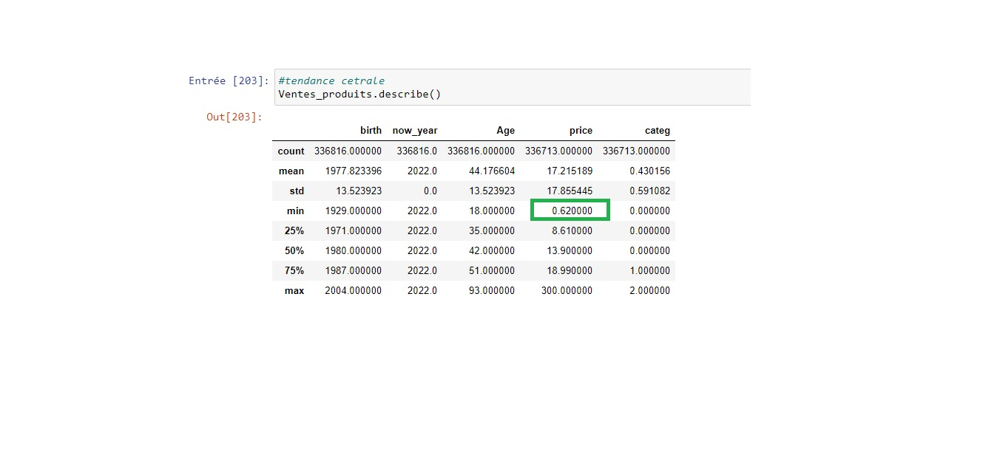 Entrée [203]: #tendance cetrale
Ventes_produits.describe()
Out[203]:
birth now_year Age price categ
count 336816.000000 336816.0 336816.000000 336713.000000 336713.000000
mean 1977.823396 2022.0 44.176604 17.215189 0.430156
std 13.523923 0.0 13.523923 17.855445 0.591082
min 1929.000000 2022.0 18.000000 0.620000 0.000000
25% 1971.000000 2022.0 35.000000 8.610000 0.000000
50% 1980.000000 2022.0 42.000000 13.900000 0.000000
75% 1987.000000 2022.0 51.000000 18.990000 1.000000
max 2004.000000 2022.0 93.000000 300.000000 2.000000